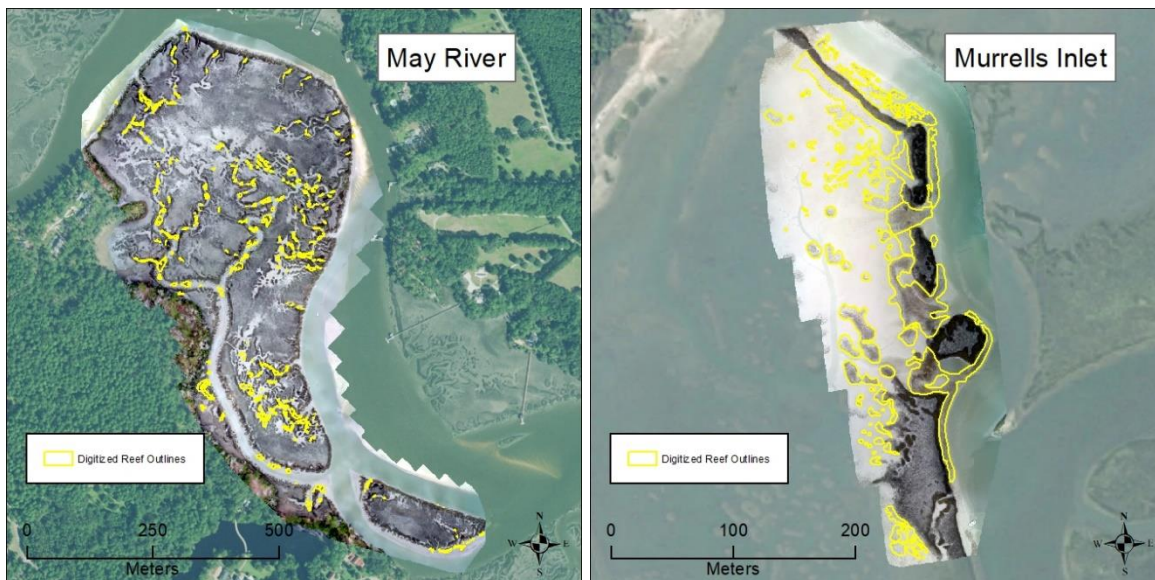 May River
Digitized Reef Outlines
0 250 500
Meters
N
W E
S
Murrells Inlet
Digitized Reef Outlines
0 100 200
Meters
N
W E
S